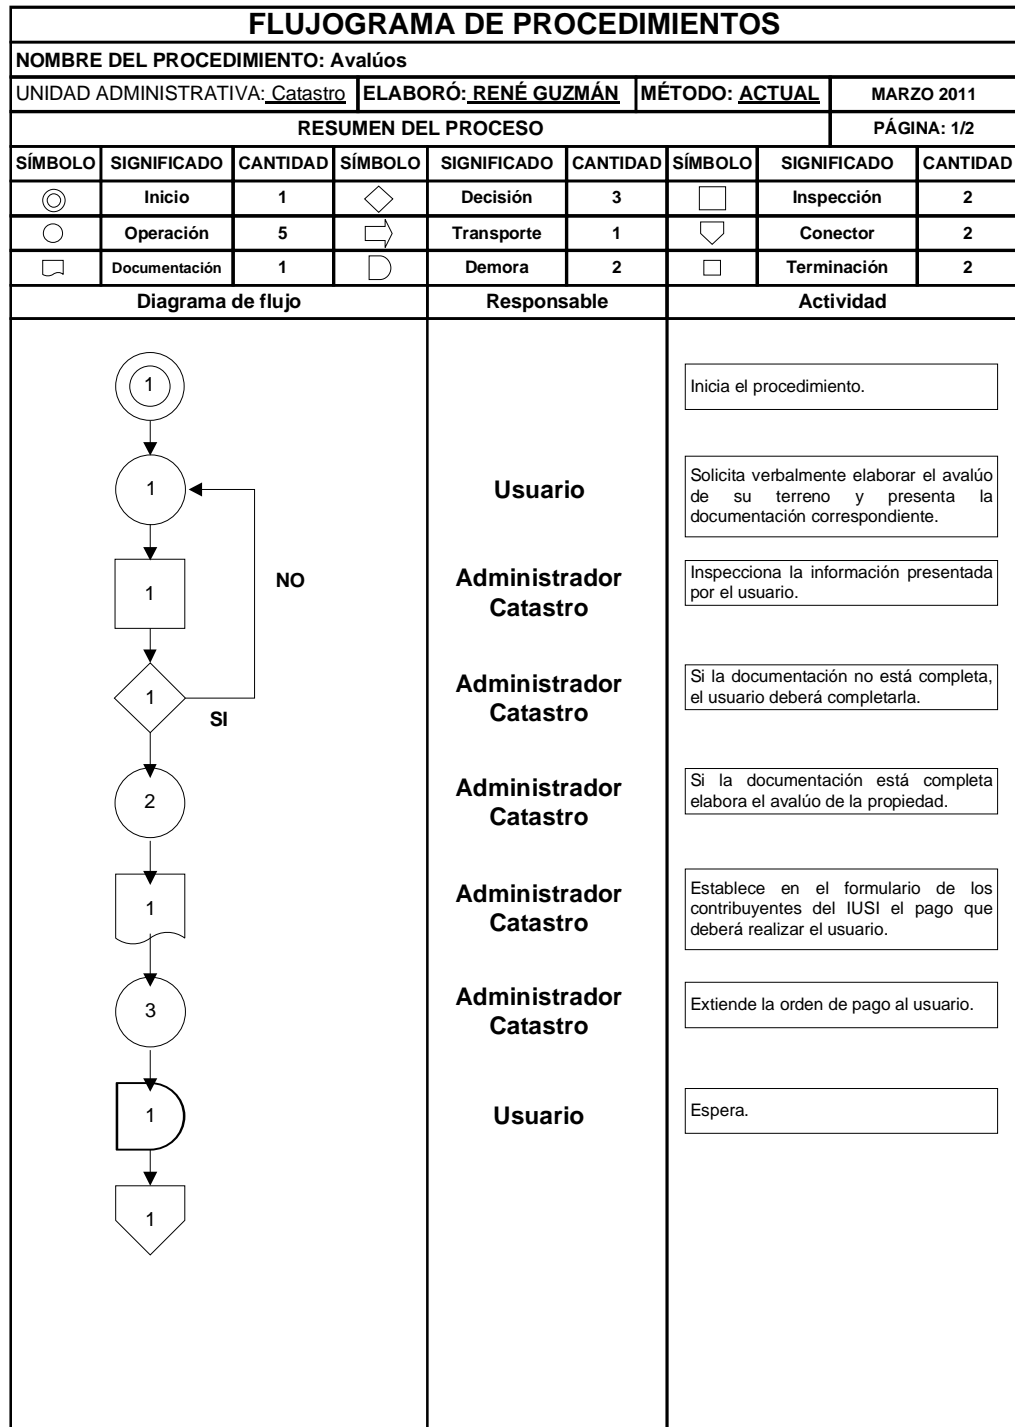 FLUJOGRAMA DE PROCEDIMIENTOS
NOMBRE DEL PROCEDIMIENTO: Avalúos
UNIDAD ADMINISTRATIVA: Catastro ELABORÓ: RENÉ GUZMÁN MÉTODO: ACTUAL MARZO 2011
RESUMEN DEL PROCESO PÁGINA: 1/2
SÍMBOLO SIGNIFICADO CANTIDAD SÍMBOLO SIGNIFICADO CANTIDAD SÍMBOLO SIGNIFICADO CANTIDAD
Inicio 1 Decisión 3 Inspección 2
Operación 5 Transporte 1 Conector 2
Documentación 1 Demora 2 Terminación 2
Diagrama de flujo Responsable Actividad
1
Inicia el procedimiento.
1
Usuario
Solicita verbalmente elaborar el avalúo
de su terreno y presenta la
documentación correspondiente.
1
NO
Administrador
Catastro
Inspecciona la información presentada
por el usuario.
1
SI
Administrador
Catastro
Si la documentación no está completa,
el usuario deberá completarla.
2
Administrador
Catastro
Si la documentación está completa
elabora el avalúo de la propiedad.
1
Administrador
Catastro
Establece en el formulario de los
contribuyentes del IUSI el pago que
deberá realizar el usuario.
3
Administrador
Catastro
Extiende la orden de pago al usuario.
1
Usuario
Espera.
1